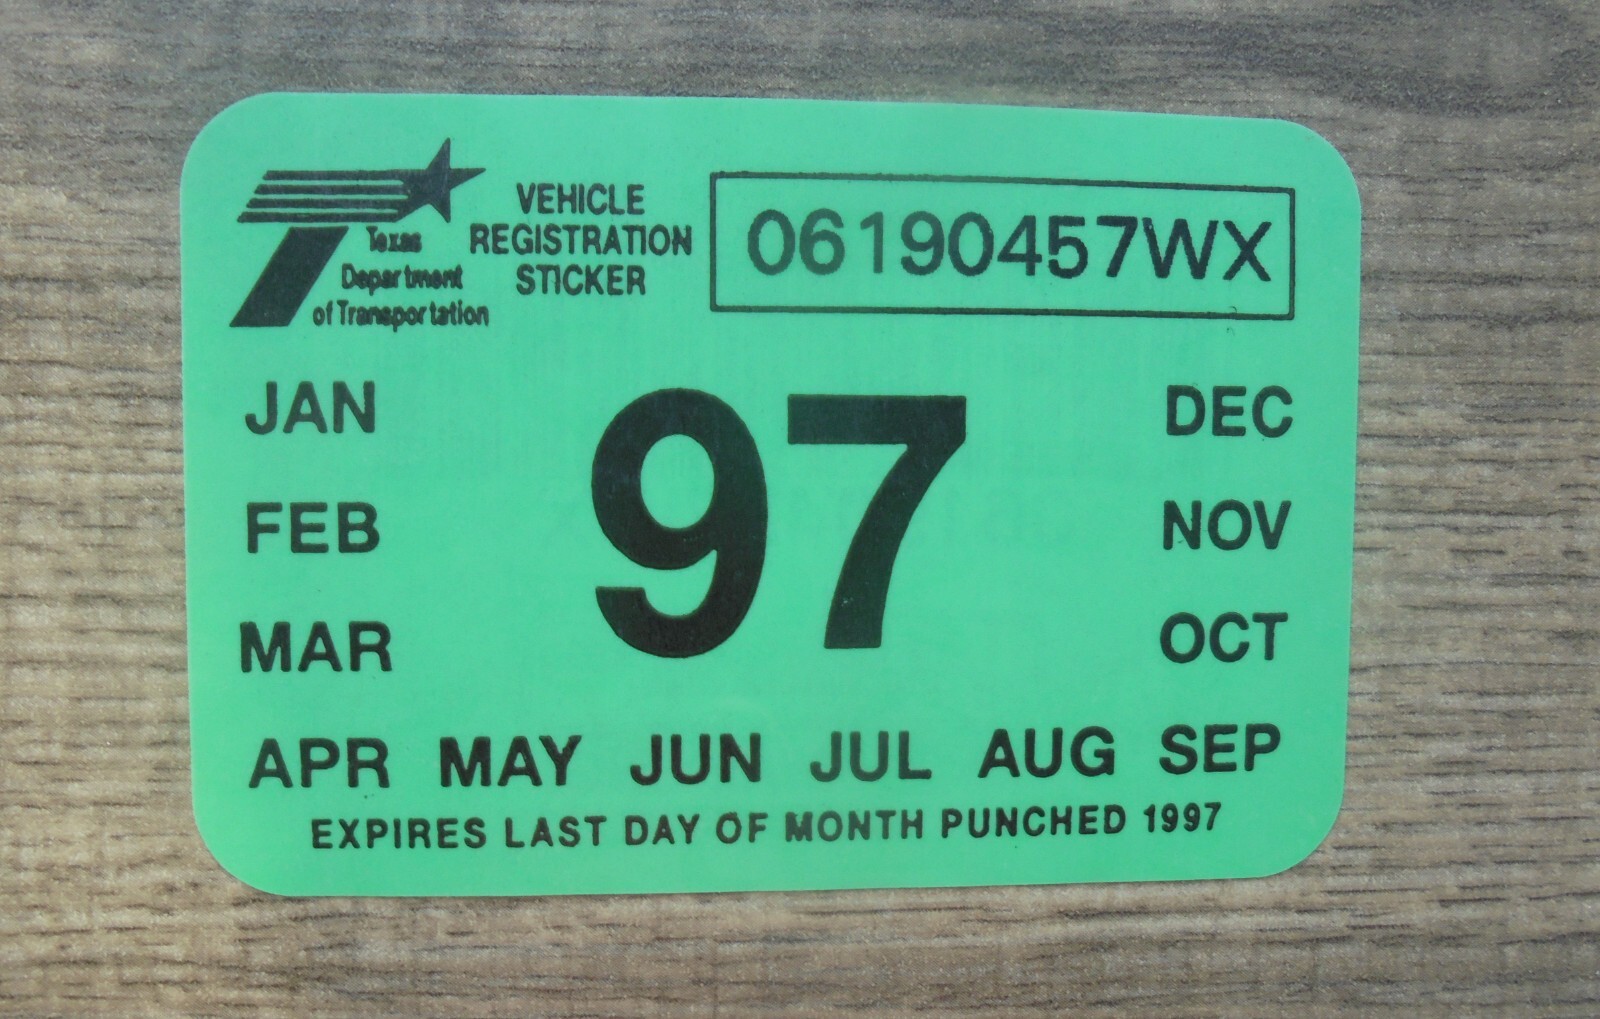 Texas
Department
of Transportation
VEHICLE
REGISTRATION
STICKER
06190457WX
JAN
FEB
MAR
97
DEC
NOV
OCT
APR MAY JUN JUL AUG SEP
EXPIRES LAST DAY OF MONTH PUNCHED 1997